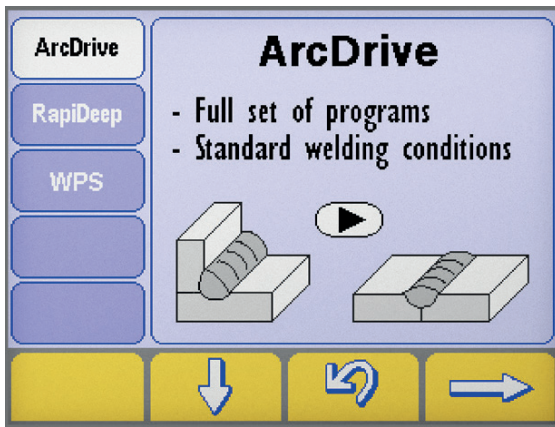 ArcDrive
RapiDeep
WPS
ArcDrive
- Full set of programs
- Standard welding conditions